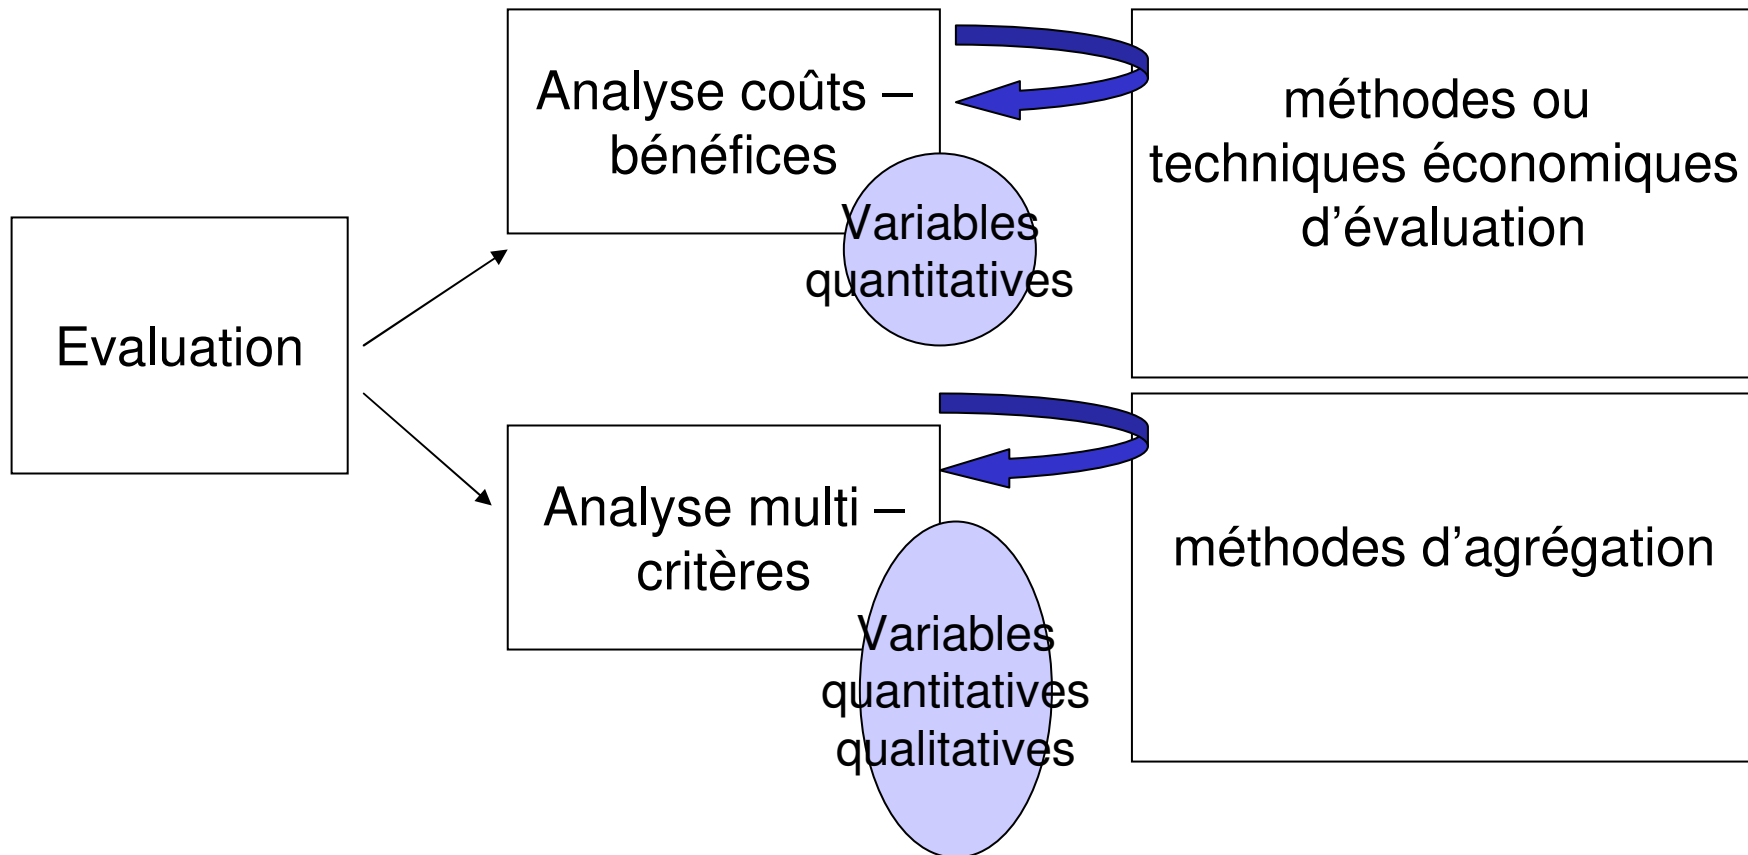 Evaluation
Analyse coûts –
bénéfices
Variables
quantitatives
méthodes ou
techniques économiques
d’évaluation
Analyse multi –
critères
Variables
quantitatives
qualitatives
méthodes d’agrégation